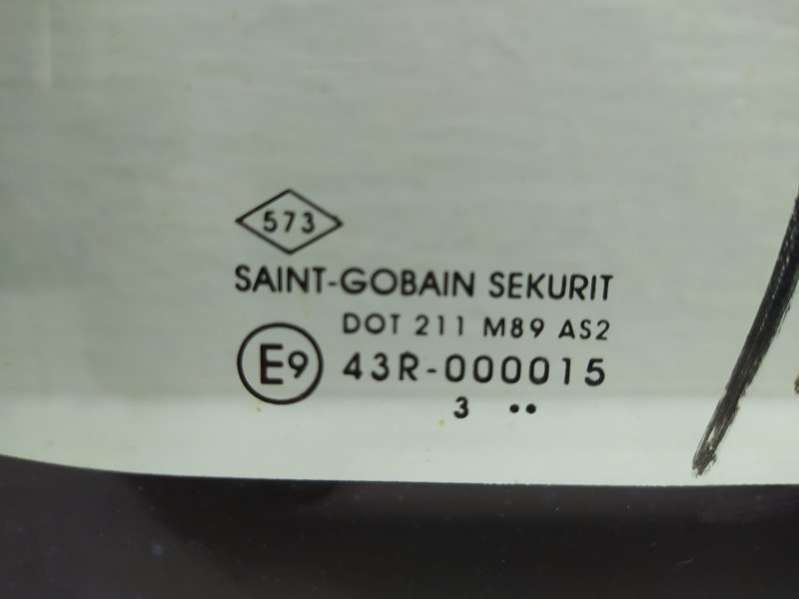 573
SAINT-GOBAIN SEKURIT
DOT 211 M89 AS2
E9 43R-000015
3 ••